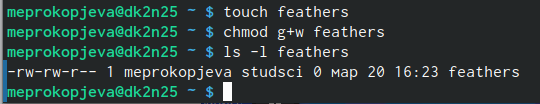 meprokopjeva@dk2n25 ~ $ touch feathers
meprokopjeva@dk2n25 ~ $ chmod g+w feathers
meprokopjeva@dk2n25 ~ $ ls -l feathers
-rw-rw-r-- 1 meprokopjeva studsci 0 мар 20 16:23 feathers
meprokopjeva@dk2n25 ~ $